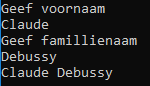 Geef voornaam
Claude
Geef famillienaam
Debussy
Claude Debussy